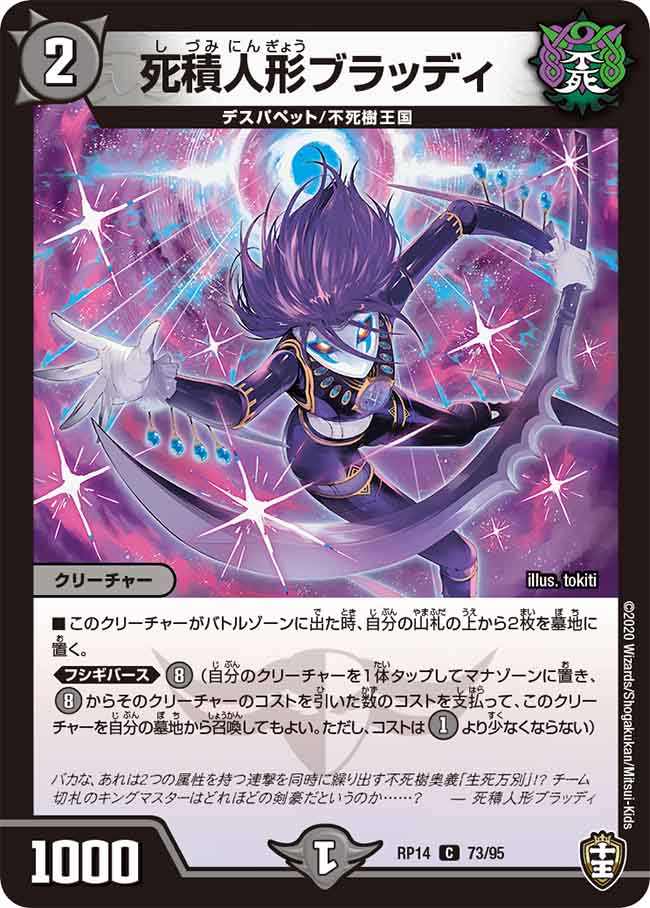 2
し づみ にんぎょう
死積人形ブラッディ
不死
デスパペット/不死樹王国
クリーチャー
illus. tokiti
■このクリーチャーがバトルゾーンに出た時、自分の山札の上から2枚を墓地に
置く。
フシギバース 8 (自分のクリーチャーを1体タップしてマナゾーンに置き、
8からそのクリーチャーのコストを引いた数のコストを支払って、このクリー
チャーを自分の墓地から召喚してもよい。ただし、コストは1より少なくならない)
バカな、あれは2つの属性を持つ連撃を同時に繰り出す不死樹奥義「生死万別」!? チーム
切札のキングマスターはどれほどの剣豪だというのか……? ― 死積人形ブラッディ
©2020 Wizards/Shogakukan/Mitsui-Kids
1000
1
RP14 C 73/95
十王